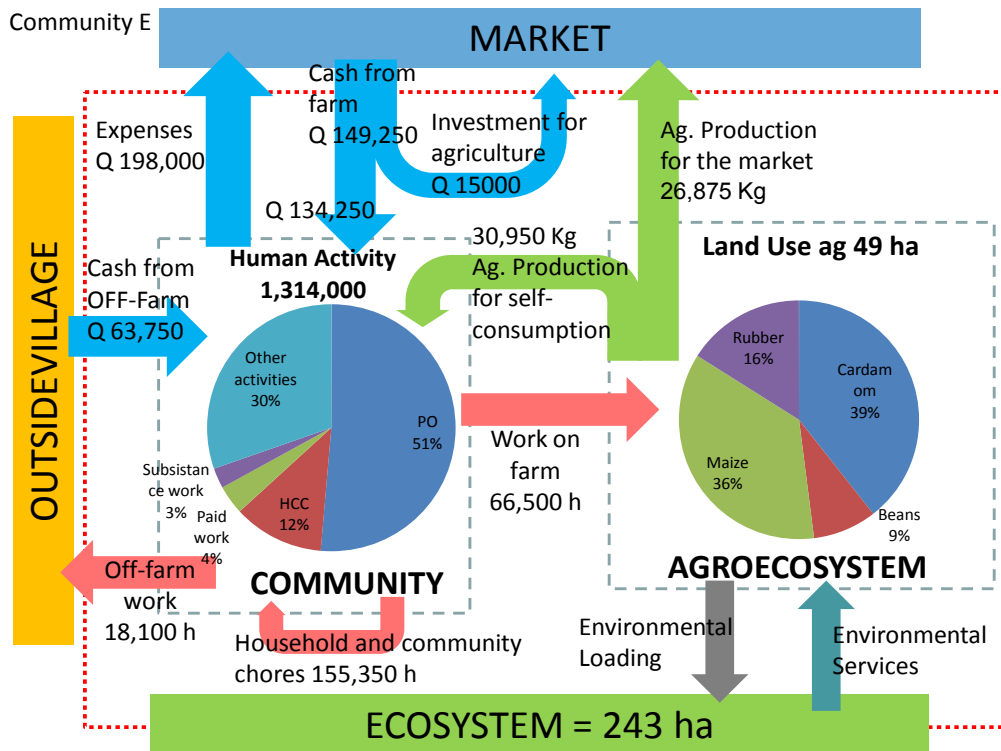 Community E
MARKET
Cash from
farm
Q 149,250
Expenses
Q 198,000
Investment for
agriculture
Q 15000
Ag. Production
for the market
26,875 Kg
Q 134,250
OUTSIDEVILLAGE
Cash from
OFF-Farm
Q 63,750
Human Activity
1,314,000
30,950 Kg
Ag. Production
for self-
consumption
Land Use ag 49 ha
Other
activities
30%
PO
51%
Subsistan
ce work
3%
Paid
work
4%
HCC
12%
Work on
farm
66,500 h
Rubber
16%
Cardam
om
39%
Maize
36%
Beans
9%
COMMUNITY
AGROECOSYSTEM
Off-farm
work
18,100 h
Household and community
chores 155,350 h
Environmental
Loading
Environmental
Services
ECOSYSTEM = 243 ha